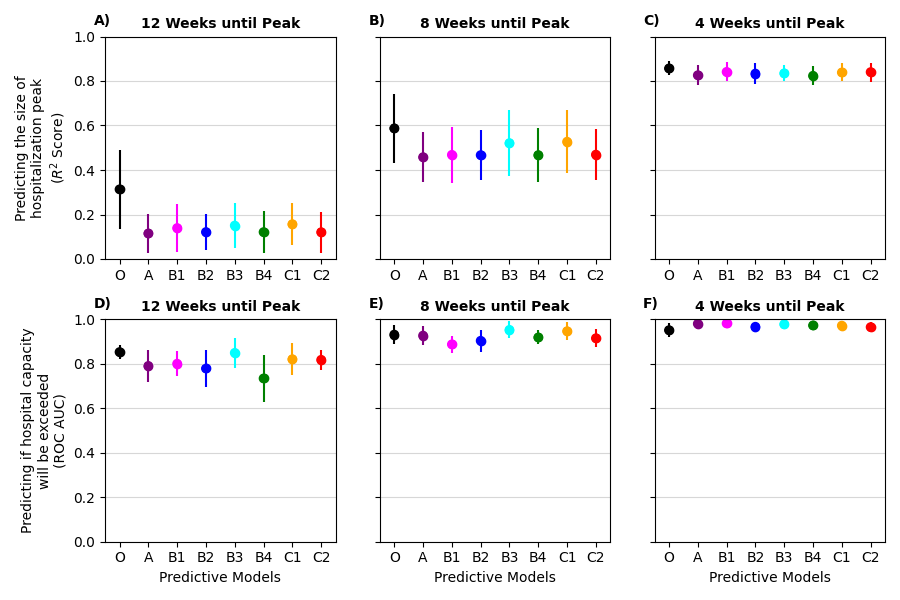 A) 12 Weeks until Peak
B) 8 Weeks until Peak
C) 4 Weeks until Peak
Predicting the size of
hospitalization peak
(R² Score)
1.0
0.8
0.6
0.4
0.2
0.0
O A B1 B2 B3 B4 C1 C2
O A B1 B2 B3 B4 C1 C2
O A B1 B2 B3 B4 C1 C2
D) 12 Weeks until Peak
E) 8 Weeks until Peak
F) 4 Weeks until Peak
Predicting if hospital capacity
will be exceeded
(ROC AUC)
1.0
0.8
0.6
0.4
0.2
0.0
O A B1 B2 B3 B4 C1 C2
O A B1 B2 B3 B4 C1 C2
O A B1 B2 B3 B4 C1 C2
Predictive Models
Predictive Models
Predictive Models